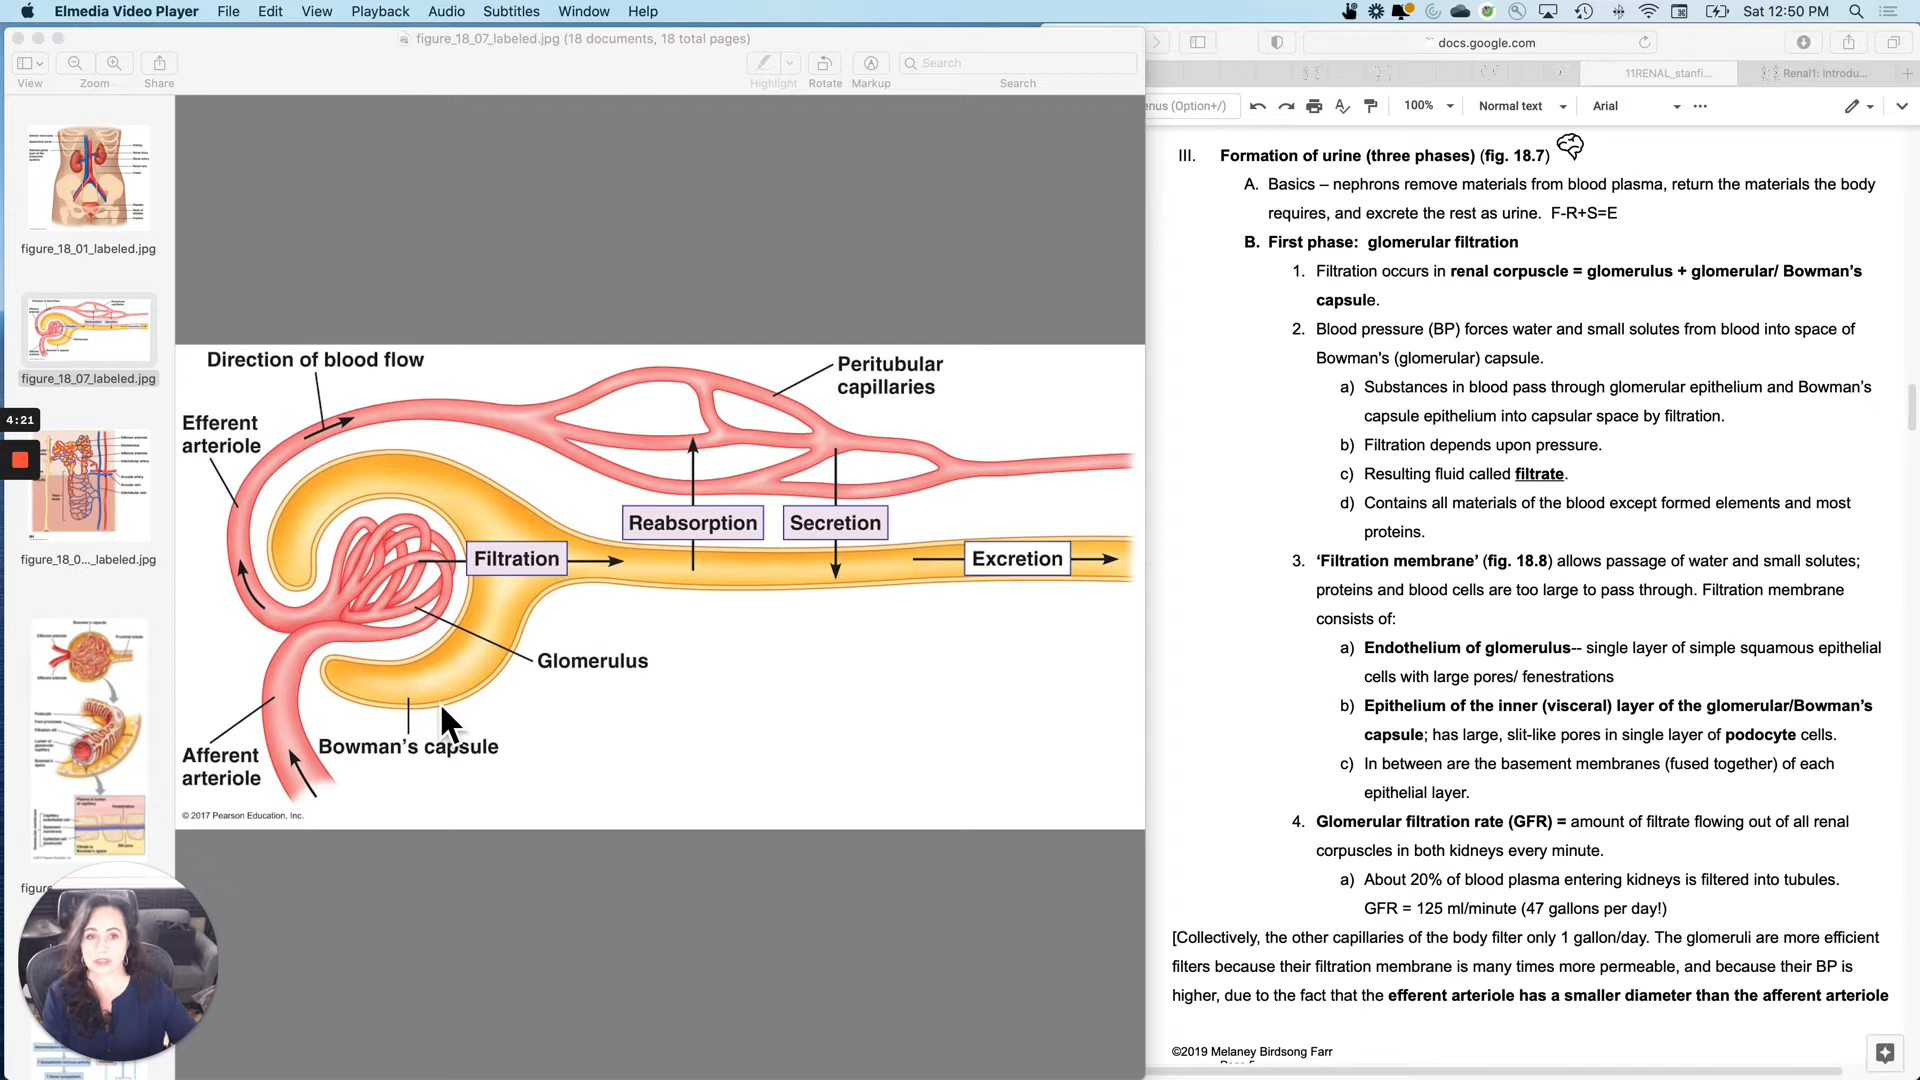 Elmedia Video Player File Edit View Playback Audio Subtitles Window Help
Sat 12:50 PM
figure_18_07_labeled.jpg (18 documents, 18 total pages)
View Zoom Share Highlight Rotate Markup Search
Search
figure_18_01_labeled.jpg
figure_18_07_labeled.jpg
4:21
figure_18_0..._labeled.jpg
Direction of blood flow
Peritubular
capillaries
Efferent
arteriole
Reabsorption
Secretion
Filtration
Excretion
Glomerulus
Bowman's capsule
Afferent
arteriole
© 2017 Pearson Education, Inc.
docs.google.com
11RENAL_stanfi...
Renal1: Introdu...
enus (Option+/)
100%
Normal text
Arial
III. Formation of urine (three phases) (fig. 18.7)
A. Basics – nephrons remove materials from blood plasma, return the materials the body
requires, and excrete the rest as urine. F-R+S=E
B. First phase: glomerular filtration
1. Filtration occurs in renal corpuscle = glomerulus + glomerular/ Bowman's
capsule.
2. Blood pressure (BP) forces water and small solutes from blood into space of
Bowman's (glomerular) capsule.
a) Substances in blood pass through glomerular epithelium and Bowman's
capsule epithelium into capsular space by filtration.
b) Filtration depends upon pressure.
c) Resulting fluid called filtrate.
d) Contains all materials of the blood except formed elements and most
proteins.
3. 'Filtration membrane' (fig. 18.8) allows passage of water and small solutes;
proteins and blood cells are too large to pass through. Filtration membrane
consists of:
a) Endothelium of glomerulus-- single layer of simple squamous epithelial
cells with large pores/ fenestrations
b) Epithelium of the inner (visceral) layer of the glomerular/Bowman's
capsule; has large, slit-like pores in single layer of podocyte cells.
c) In between are the basement membranes (fused together) of each
epithelial layer.
4. Glomerular filtration rate (GFR) = amount of filtrate flowing out of all renal
corpuscles in both kidneys every minute.
a) About 20% of blood plasma entering kidneys is filtered into tubules.
GFR = 125 ml/minute (47 gallons per day!)
[Collectively, the other capillaries of the body filter only 1 gallon/day. The glomeruli are more efficient
filters because their filtration membrane is many times more permeable, and because their BP is
higher, due to the fact that the efferent arteriole has a smaller diameter than the afferent arteriole
©2019 Melaney Birdsong Farr